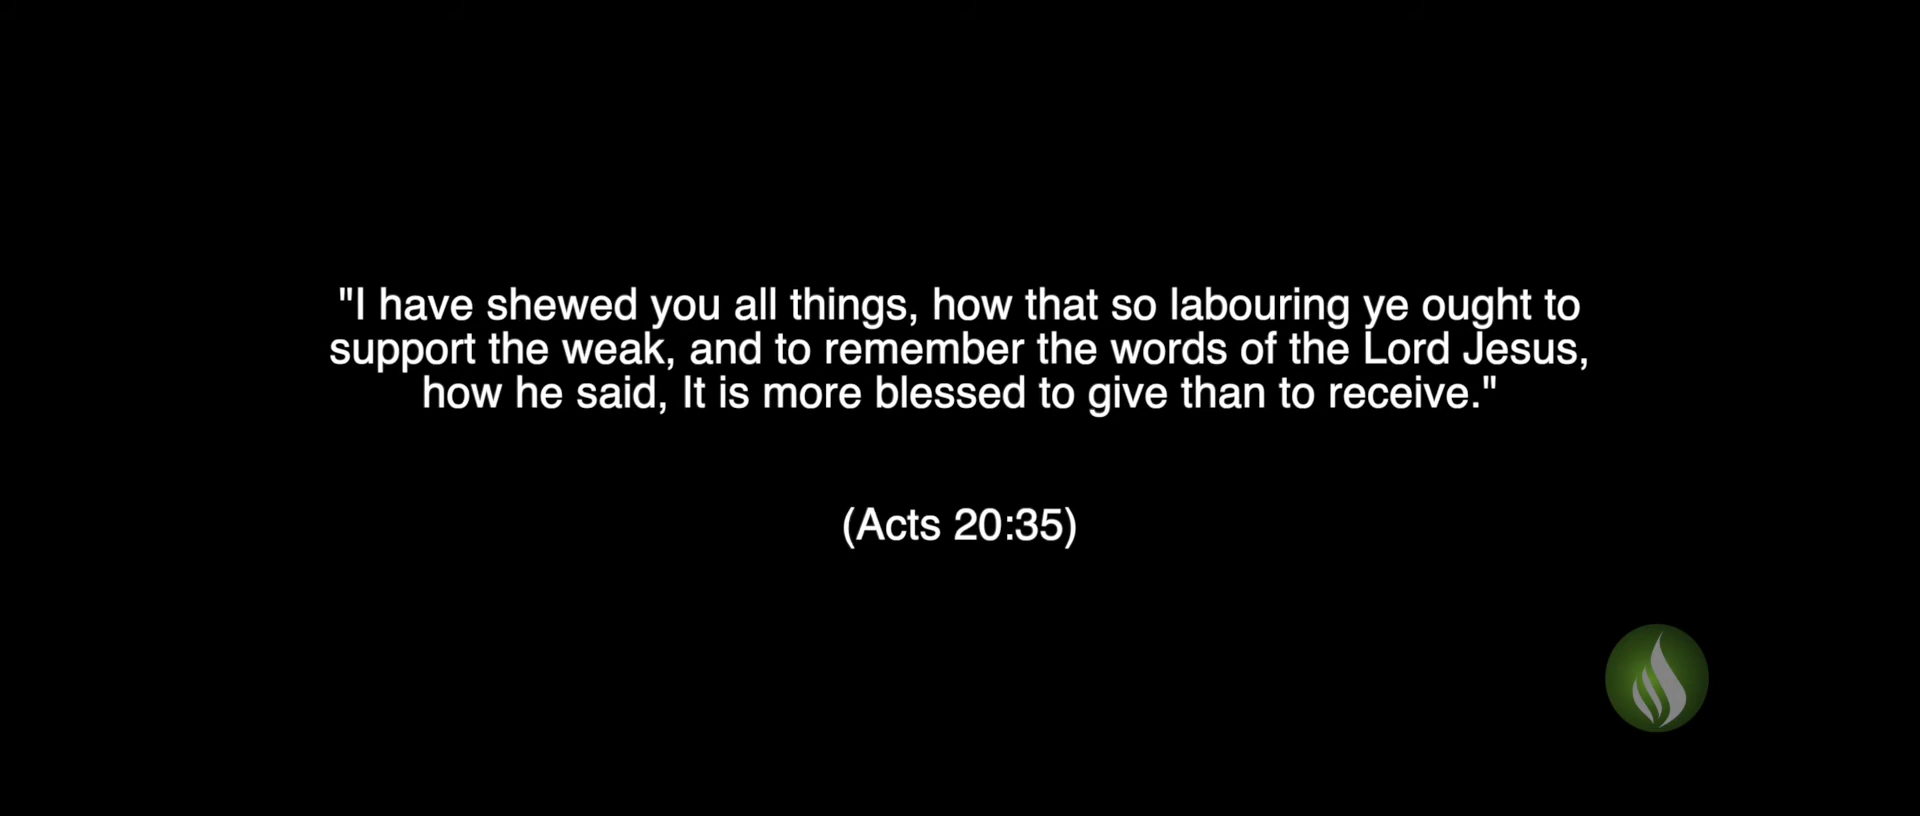 "I have shewed you all things, how that so labouring ye ought to
support the weak, and to remember the words of the Lord Jesus,
how he said, It is more blessed to give than to receive."
(Acts 20:35)